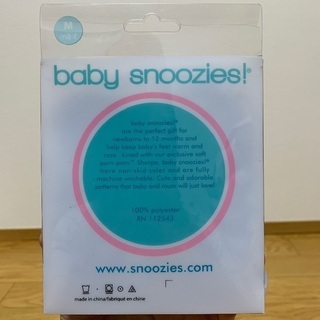 M
baby snoozies!®
baby snoozies!®
are the perfect gift for
newborns to 12 months and
help keep baby's feet warm and
cozy. Lined with our exclusive soft
Sherpa, baby snoozies!®
have non-skid soles and are fully
machine washable. Cute and adorable
patterns that baby and mom will just love!
100% polyester
RN
www.snoozies.com
made in china/fabriqué en chine